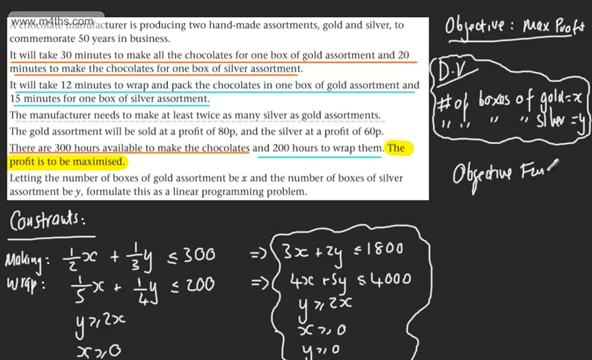 www.m4ths.com
A chocolate manufacturer is producing two hand-made assortments, gold and silver, to
commemorate 50 years in business.
It will take 30 minutes to make all the chocolates for one box of gold assortment and 20
minutes to make the chocolates for one box of silver assortment.
It will take 12 minutes to wrap and pack the chocolates in one box of gold assortment and
15 minutes for one box of silver assortment.
The manufacturer needs to make at least twice as many silver as gold assortments.
The gold assortment will be sold at a profit of 80p, and the silver at a profit of 60p.
There are 300 hours available to make the chocolates and 200 hours to wrap them. The
profit is to be maximised.
Letting the number of boxes of gold assortment be x and the number of boxes of silver
assortment be y, formulate this as a linear programming problem.
Objective: Max Profit
D.V
# of boxes of gold = x
" " " " silver = y
Objective Fun
Constraints:
Making: 1/2x + 1/3y ≤ 300 => 3x + 2y ≤ 1800
Wrap: 1/5x + 1/4y ≤ 200 => 4x + 5y ≤ 4000
y ≥ 2x y ≥ 2x
x ≥ 0 x ≥ 0
y ≥ 0